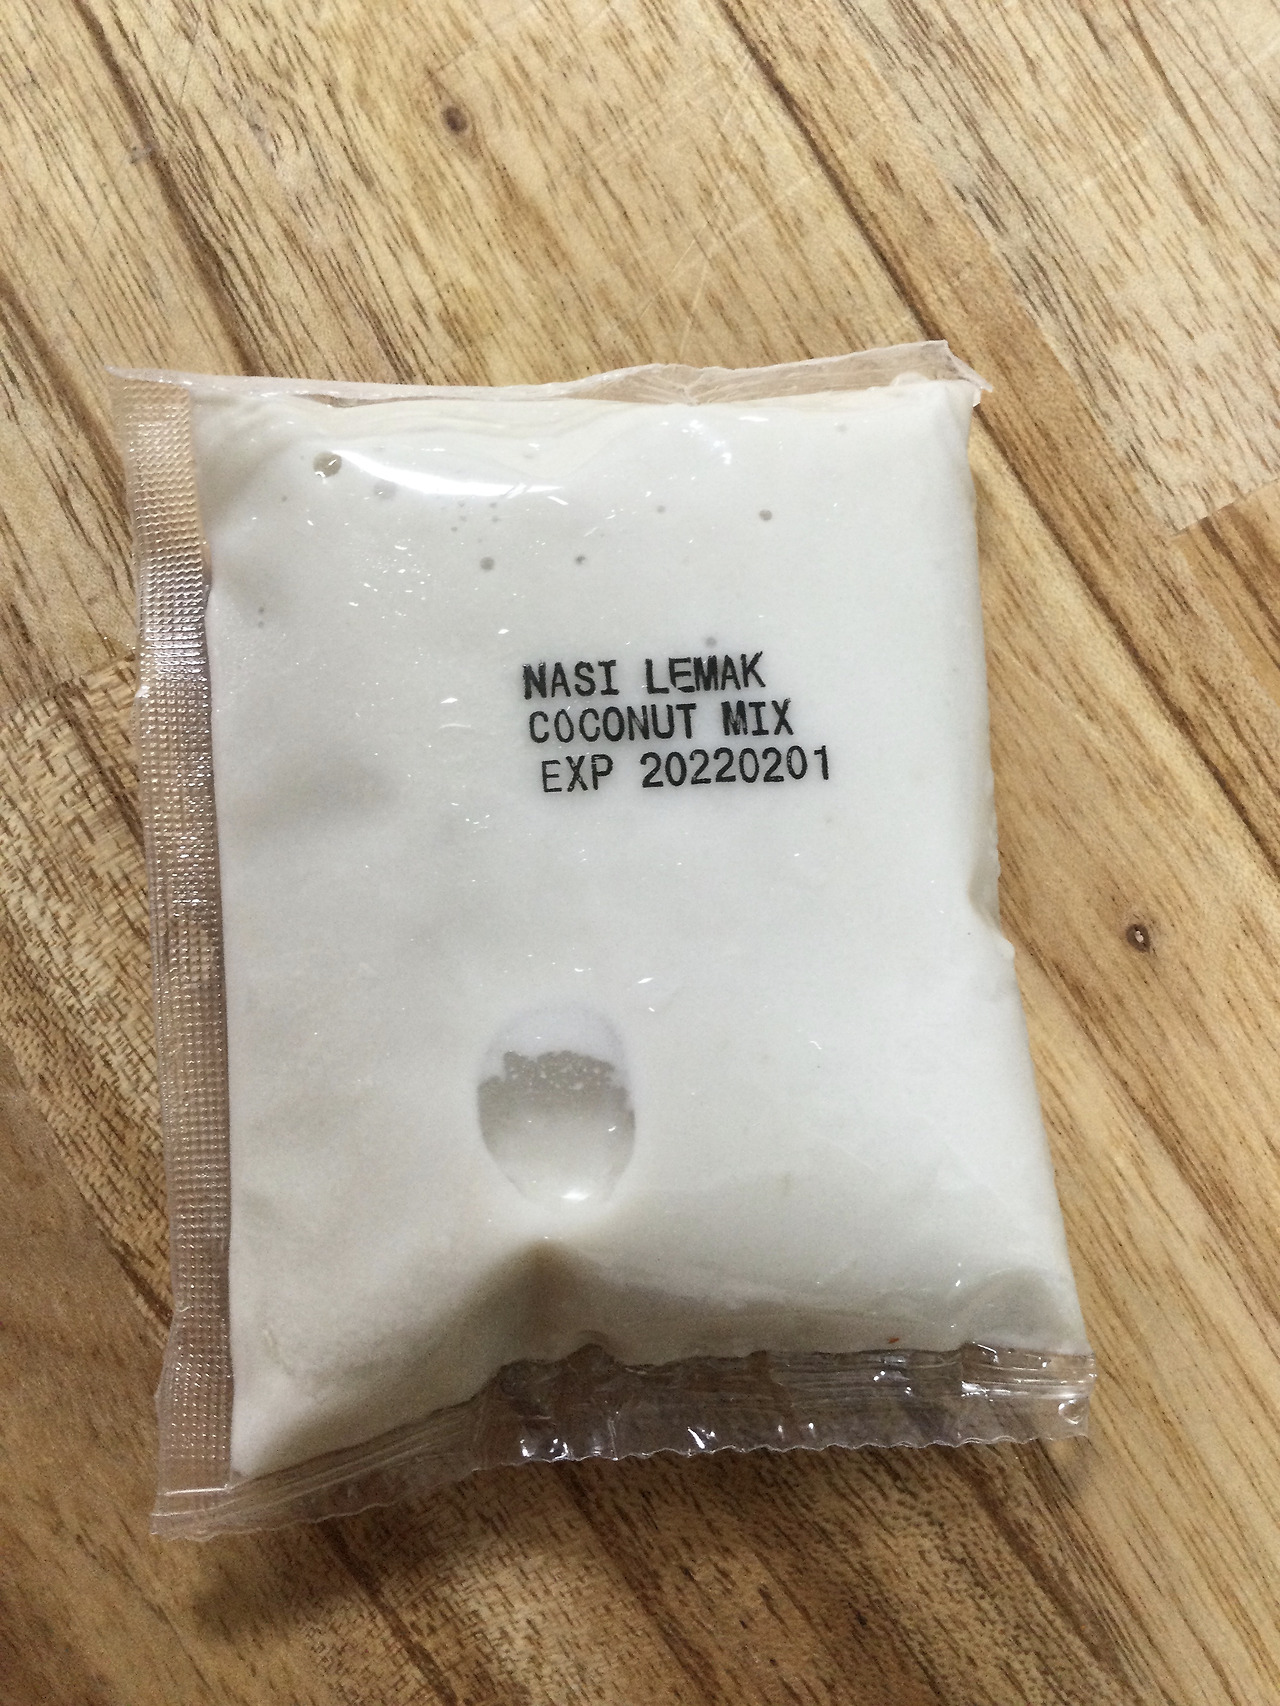 NASI LEMAK
COCONUT MIX
EXP 20220201